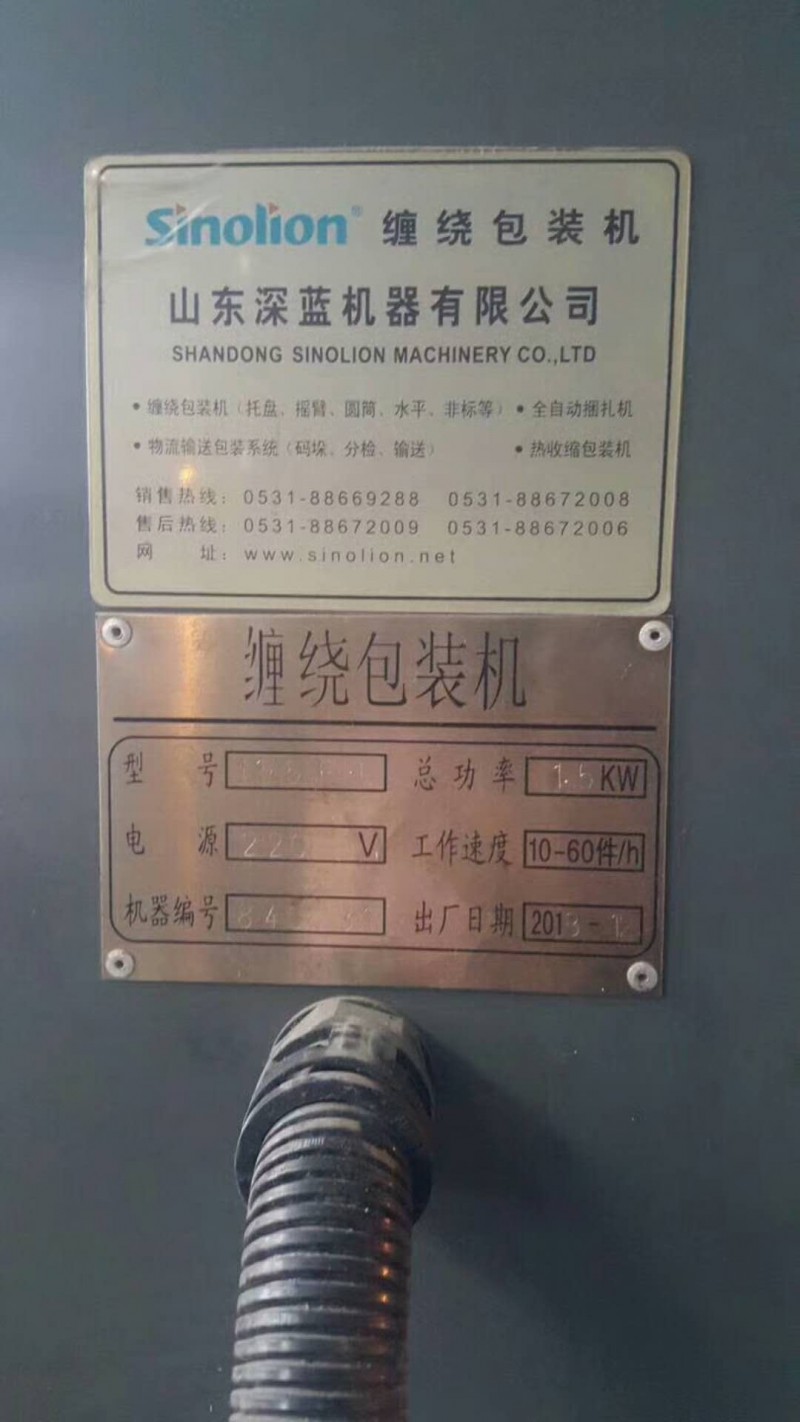 Sinolion® 缠绕包装机
山东深蓝机器有限公司
SHANDONG SINOLION MACHINERY CO.,LTD
•缠绕包装机（托盘、摇臂、圆筒、水平、非标等）•全自动捆扎机
•物流输送包装系统（码垛、分检、输送） •热收缩包装机
销售热线：0531-88669288 0531-88672008
售后热线：0531-88672009 0531-88672006
网 址：www.sinolion.net
缠绕包装机
型 号 总功率 1.5KW
电 源 220 V 工作速度 10-60件/h
机器编号 出厂日期 2013-12